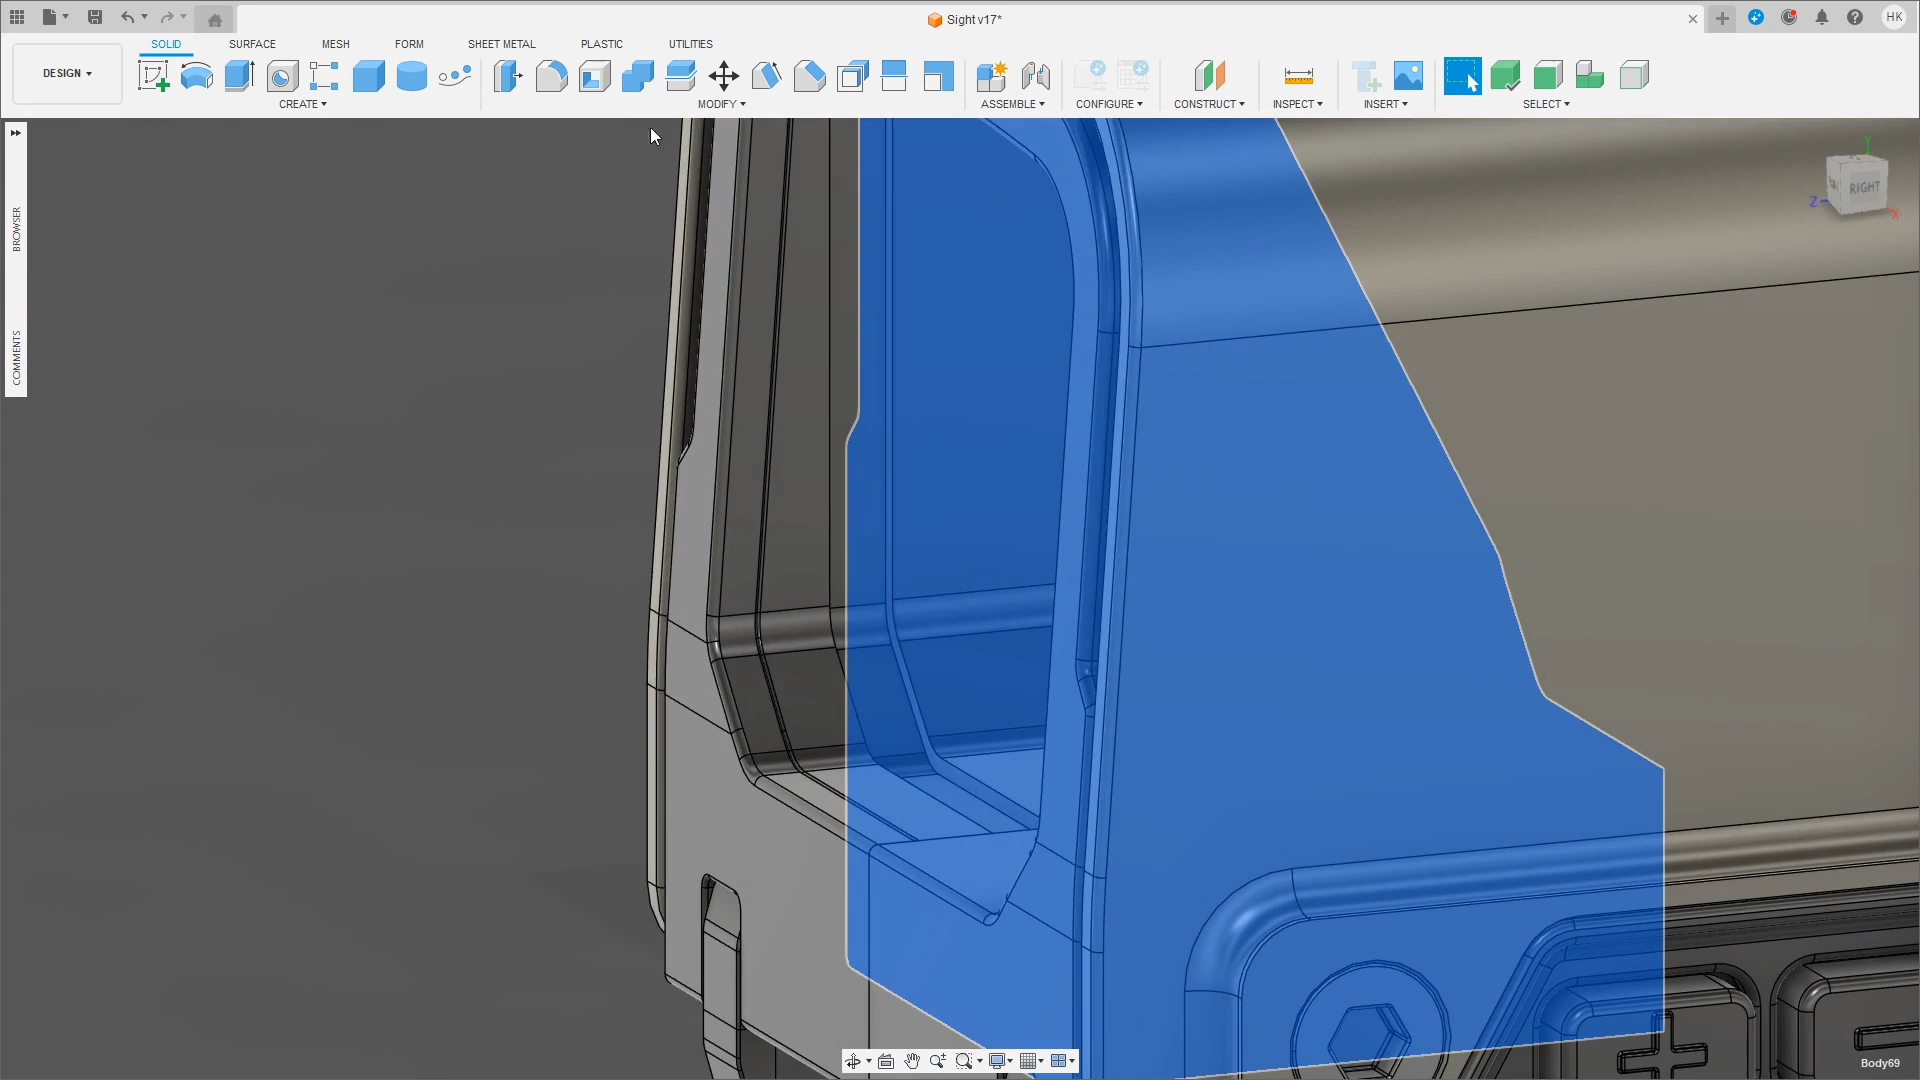 Sight v17*
HK
DESIGN
SOLID
SURFACE
MESH
FORM
SHEET METAL
PLASTIC
UTILITIES
CREATE
MODIFY
ASSEMBLE
CONFIGURE
CONSTRUCT
INSPECT
INSERT
SELECT
BROWSER
COMMENTS
Y
RIGHT
Z
X
Body69